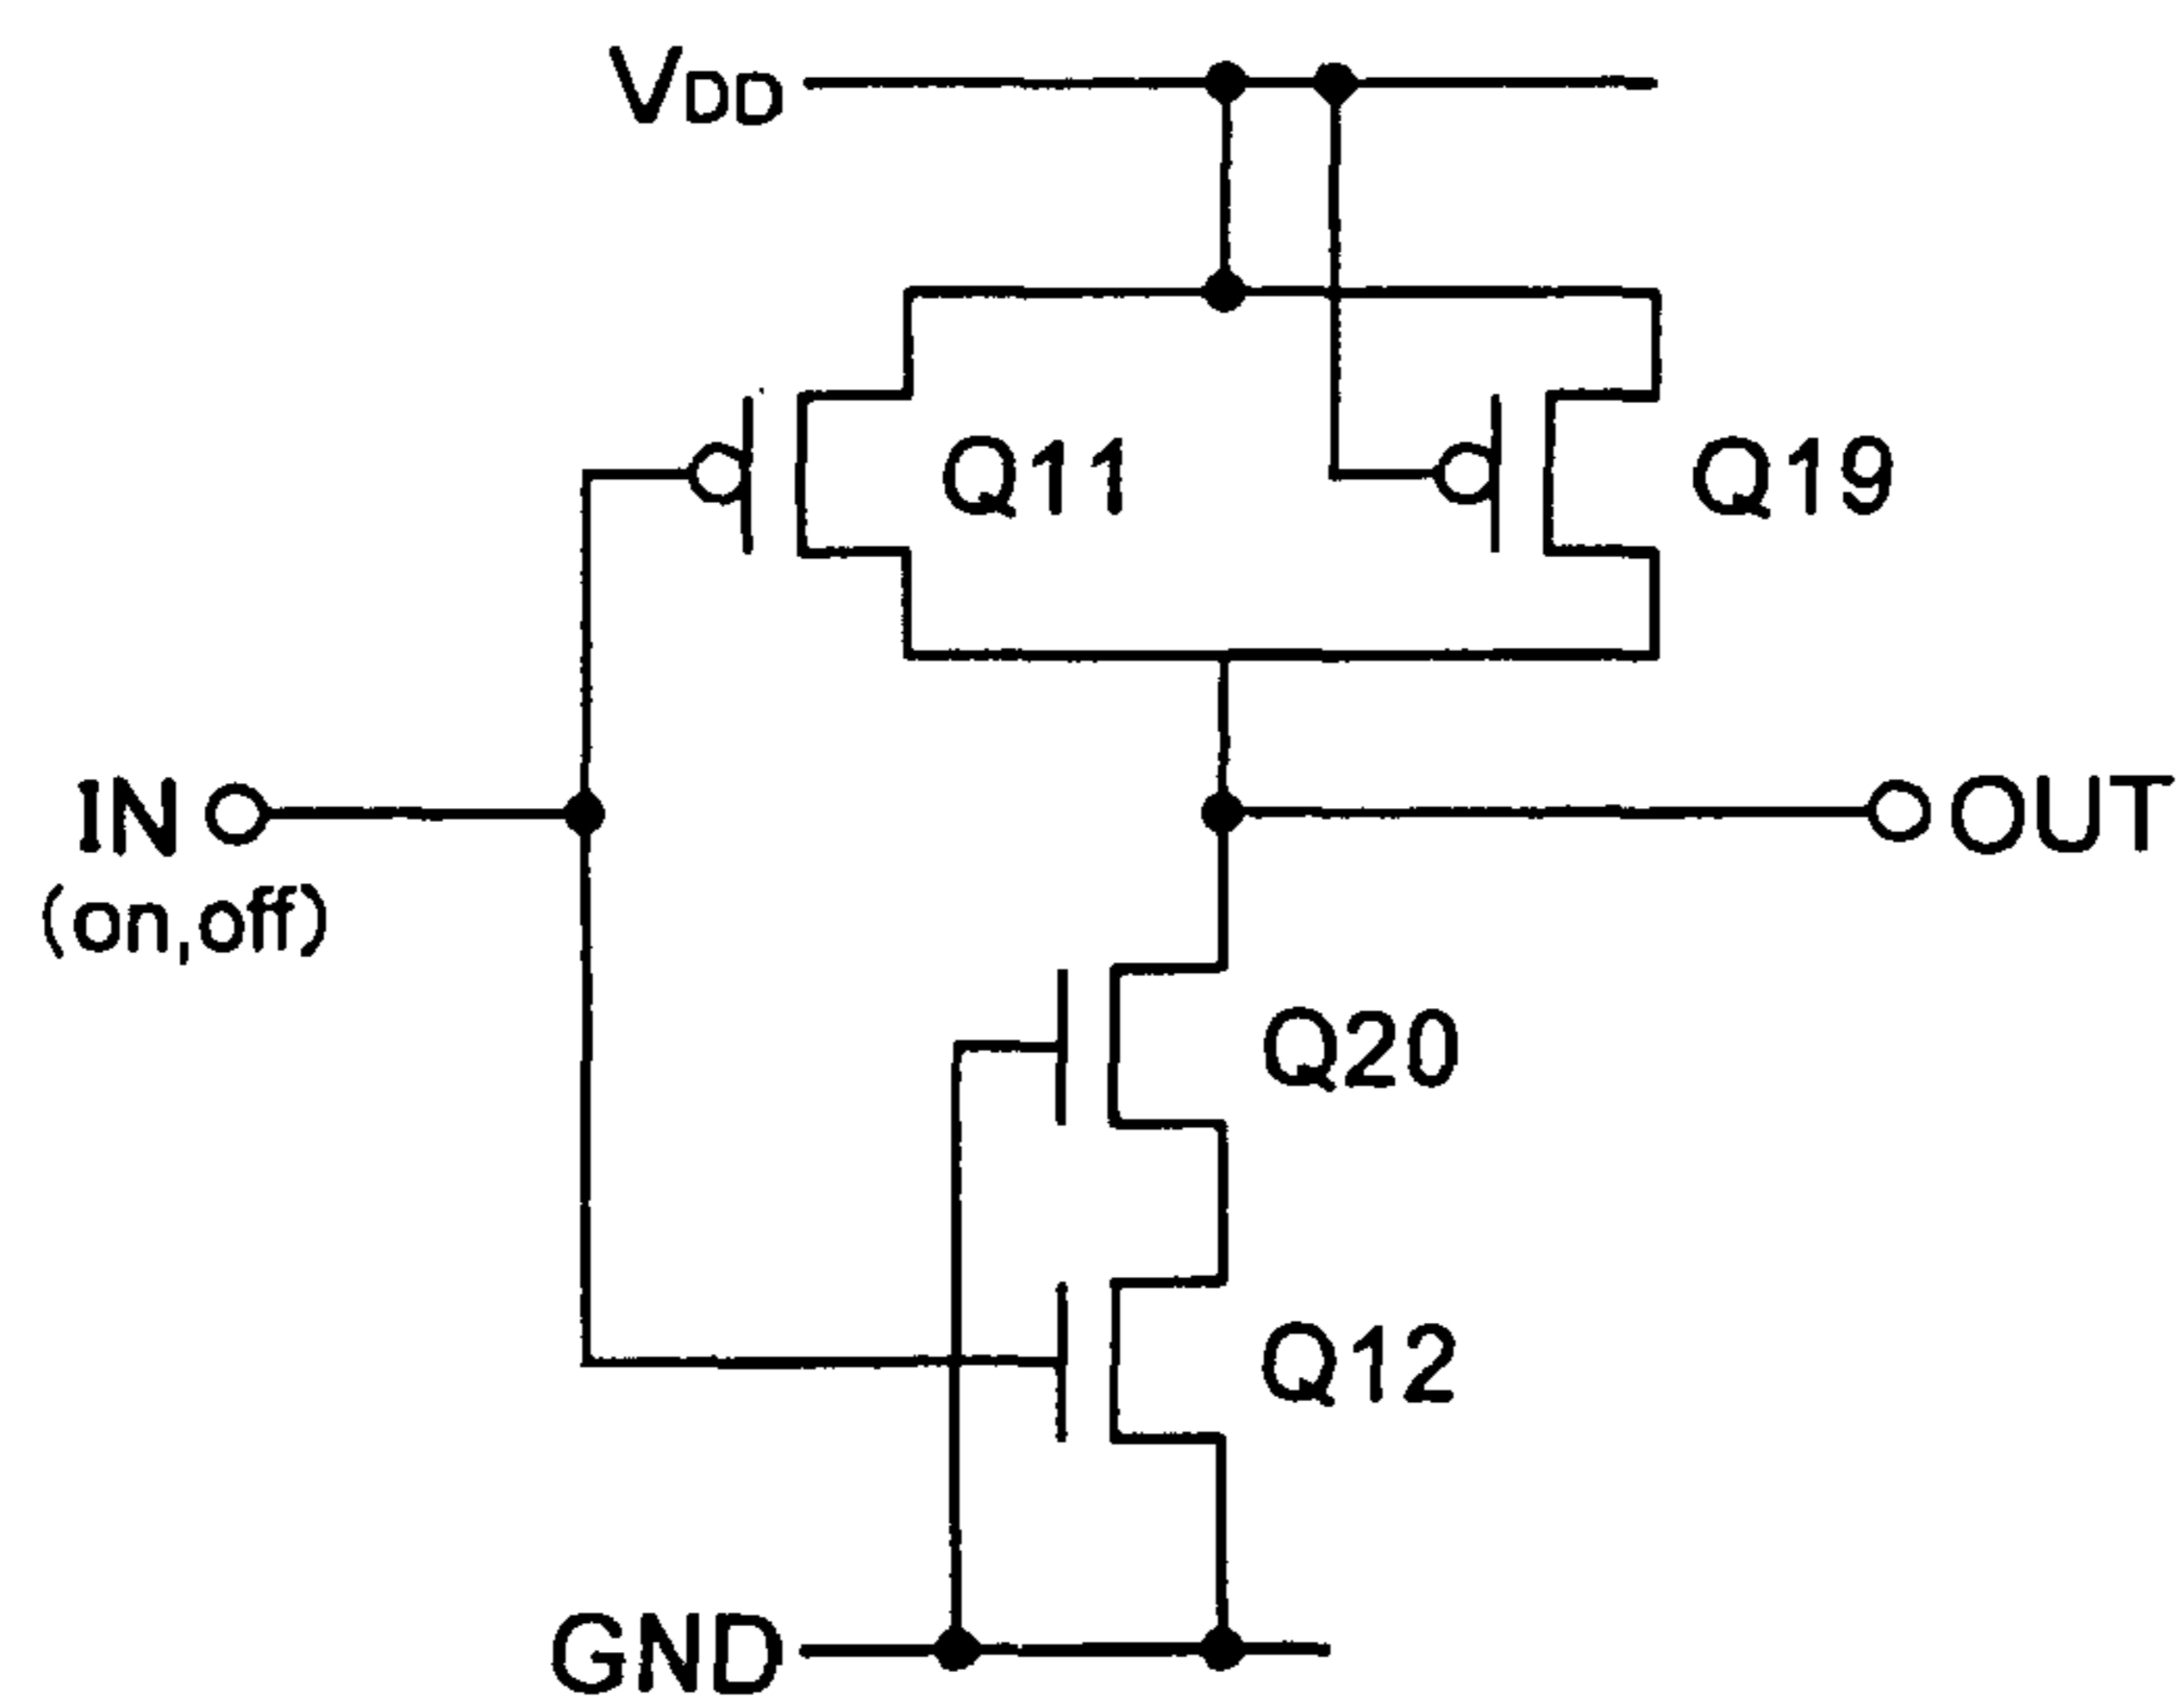 VDD
Q11
Q19
IN
OUT
(on,off)
Q20
Q12
GND